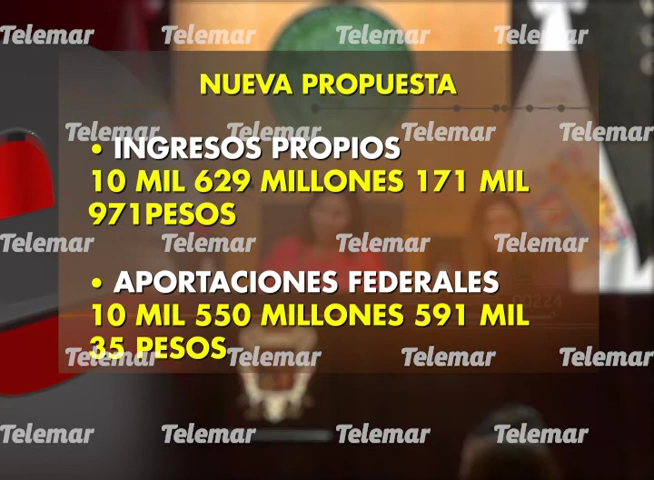 Telemar Telemar Telemar Telemar
NUEVA PROPUESTA
Telemar Telemar Telemar Telemar
• INGRESOS PROPIOS
10 MIL 629 MILLONES 171 MIL
971PESOS
Telemar Telemar Telemar Telemar
• APORTACIONES FEDERALES
10 MIL 550 MILLONES 591 MIL
35 PESOS
Telemar Telemar Telemar Telemar
Telemar Telemar Telemar Telemar